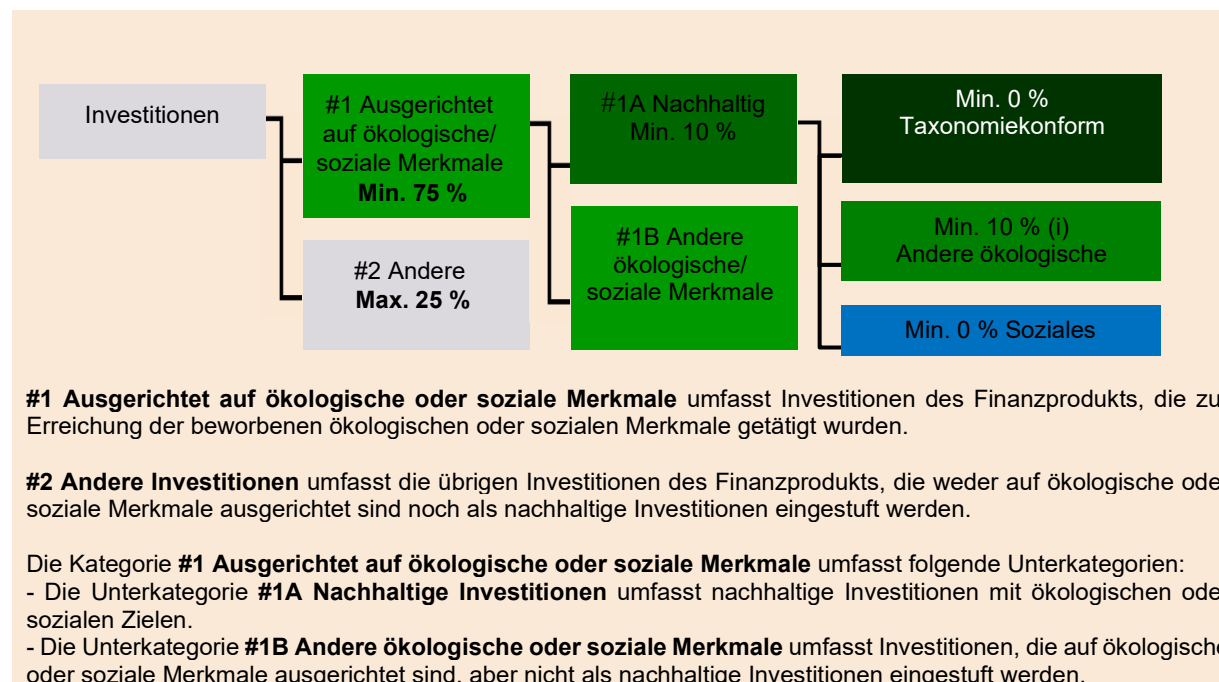 Investitionen
#1 Ausgerichtet
auf ökologische/
soziale Merkmale
Min. 75 %
#2 Andere
Max. 25 %
#1A Nachhaltig
Min. 10 %
#1B Andere
ökologische/
soziale Merkmale
Min. 0 %
Taxonomiekonform
Min. 10 % (i)
Andere ökologische
Min. 0 % Soziales
#1 Ausgerichtet auf ökologische oder soziale Merkmale umfasst Investitionen des Finanzprodukts, die zu
Erreichung der beworbenen ökologischen oder sozialen Merkmale getätigt wurden.
#2 Andere Investitionen umfasst die übrigen Investitionen des Finanzprodukts, die weder auf ökologische ode
soziale Merkmale ausgerichtet sind noch als nachhaltige Investitionen eingestuft werden.
Die Kategorie #1 Ausgerichtet auf ökologische oder soziale Merkmale umfasst folgende Unterkategorien:
- Die Unterkategorie #1A Nachhaltige Investitionen umfasst nachhaltige Investitionen mit ökologischen ode
sozialen Zielen.
- Die Unterkategorie #1B Andere ökologische oder soziale Merkmale umfasst Investitionen, die auf ökologische
oder soziale Merkmale ausgerichtet sind, aber nicht als nachhaltige Investitionen eingestuft werden.